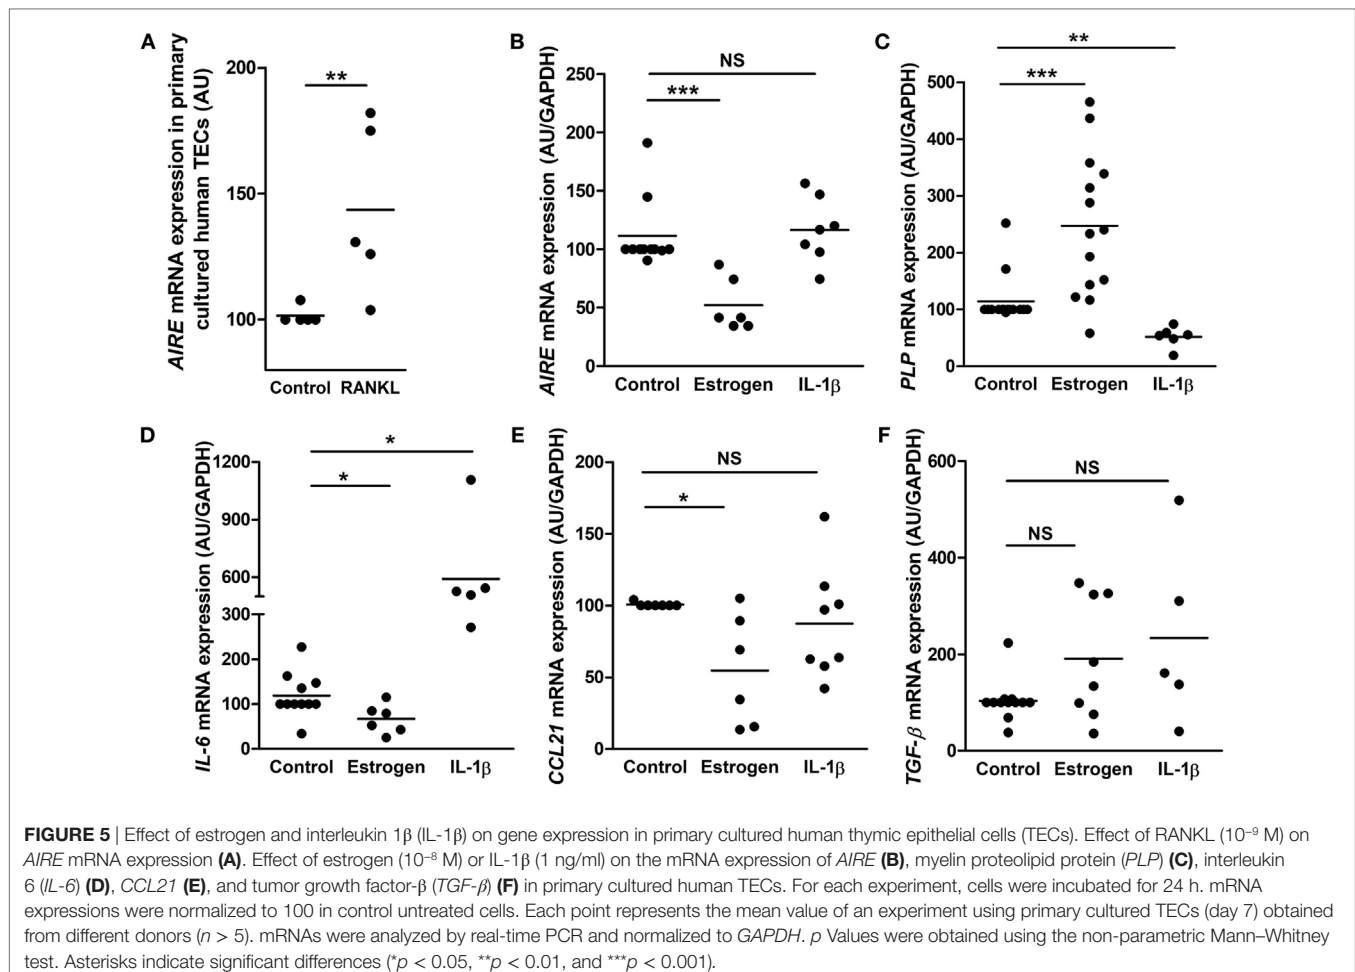 A
AIRE mRNA expression in primary
cultured human TECs (AU)
200
150
100
**
Control RANKL
B
AIRE mRNA expression (AU/GAPDH)
250
200
150
100
50
0
NS
***
Control Estrogen IL-1β
C
PLP mRNA expression (AU/GAPDH)
500
400
300
200
100
0
**
***
Control Estrogen IL-1β
D
IL-6 mRNA expression (AU/GAPDH)
1200
900
600
300
200
100
0
*
*
Control Estrogen IL-1β
E
CCL21 mRNA expression (AU/GAPDH)
200
150
100
50
0
NS
*
Control Estrogen IL-1β
F
TGF-β mRNA expression (AU/GAPDH)
600
400
200
0
NS
NS
Control Estrogen IL-1β
FIGURE 5 | Effect of estrogen and interleukin 1β (IL-1β) on gene expression in primary cultured human thymic epithelial cells (TECs). Effect of RANKL (10⁻⁹ M) on
AIRE mRNA expression (A). Effect of estrogen (10⁻⁸ M) or IL-1β (1 ng/ml) on the mRNA expression of AIRE (B), myelin proteolipid protein (PLP) (C), interleukin
6 (IL-6) (D), CCL21 (E), and tumor growth factor-β (TGF-β) (F) in primary cultured human TECs. For each experiment, cells were incubated for 24 h. mRNA
expressions were normalized to 100 in control untreated cells. Each point represents the mean value of an experiment using primary cultured TECs (day 7) obtained
from different donors (n > 5). mRNAs were analyzed by real-time PCR and normalized to GAPDH. p Values were obtained using the non-parametric Mann–Whitney
test. Asterisks indicate significant differences (*p < 0.05, **p < 0.01, and ***p < 0.001).